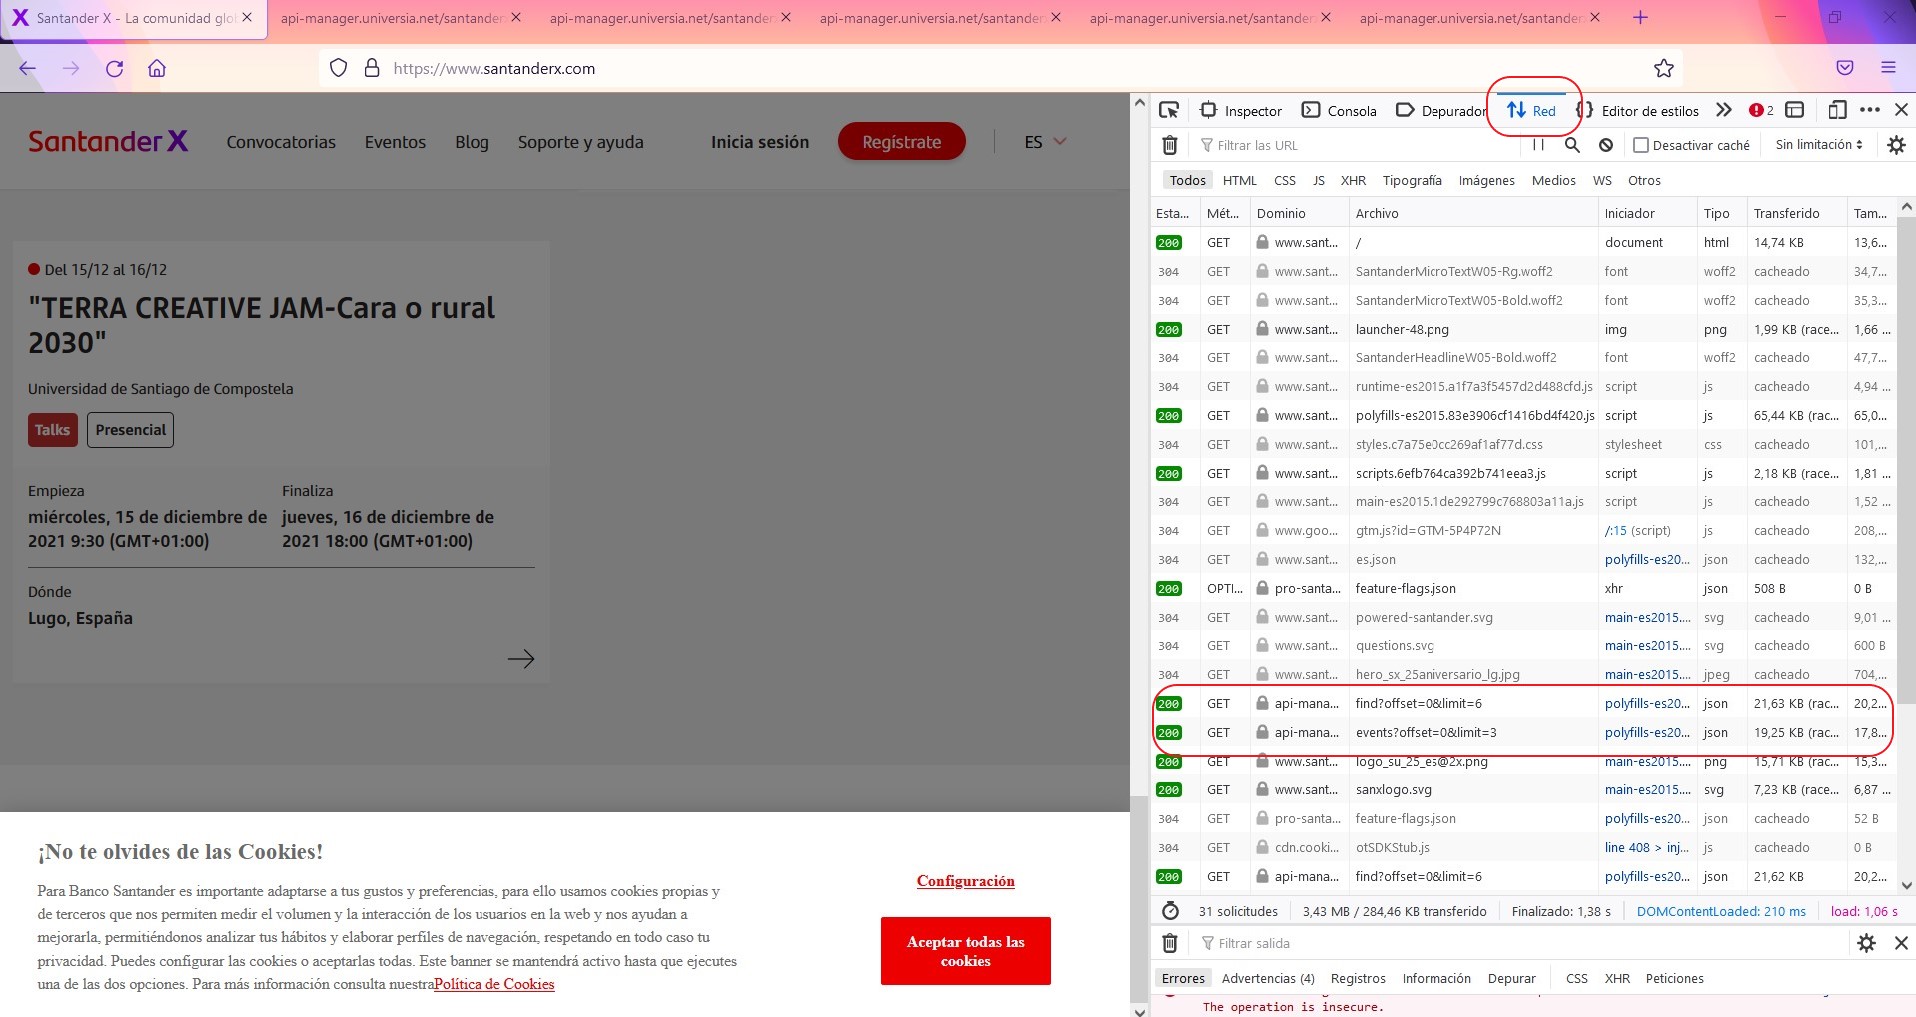 Santander X - La comunidad glo
api-manager.universia.net/santander
api-manager.universia.net/santander
api-manager.universia.net/santander
api-manager.universia.net/santander
api-manager.universia.net/santander
https://www.santanderx.com
Santander X
Convocatorias
Eventos
Blog
Soporte y ayuda
Inicia sesión
Regístrate
ES
Del 15/12 al 16/12
"TERRA CREATIVE JAM-Cara o rural
2030"
Universidad de Santiago de Compostela
Talks
Presencial
Empieza
Finaliza
miércoles, 15 de diciembre de
2021 9:30 (GMT+01:00)
jueves, 16 de diciembre de
2021 18:00 (GMT+01:00)
Dónde
Lugo, España
¡No te olvides de las Cookies!
Para Banco Santander es importante adaptarse a tus gustos y preferencias, para ello usamos cookies propias y
de terceros que nos permiten medir el volumen y la interacción de los usuarios en la web y nos ayudan a
mejorarla, permitiéndonos analizar tus hábitos y elaborar perfiles de navegación, respetando en todo caso tu
privacidad. Puedes configurar las cookies o aceptarlas todas. Este banner se mantendrá activo hasta que ejecutes
una de las dos opciones. Para más información consulta nuestraPolítica de Cookies
Configuración
Aceptar todas las
cookies
Inspector
Consola
Depurador
Red
Editor de estilos
2
Filtrar las URL
Desactivar caché
Sin limitación
Todos HTML CSS JS XHR Tipografía Imágenes Medios WS Otros
Esta... Mét... Dominio Archivo Iniciador Tipo Transferido Tam...
200 GET www.sant... / document html 14,74 KB 13,6...
304 GET www.sant... SantanderMicroTextW05-Rg.woff2 font woff2 cacheado 34,7...
304 GET www.sant... SantanderMicroTextW05-Bold.woff2 font woff2 cacheado 35,3...
200 GET www.sant... launcher-48.png img png 1,99 KB (race... 1,66 ...
304 GET www.sant... SantanderHeadlineW05-Bold.woff2 font woff2 cacheado 47,7...
304 GET www.sant... runtime-es2015.a1f7a3f5457d2d488cfd.js script js cacheado 4,94 ...
200 GET www.sant... polyfills-es2015.83e3906cf1416bd4f420.js script js 65,44 KB (rac... 65,0...
304 GET www.sant... styles.c7a75e0cc269af1af77d.css stylesheet css cacheado 101,...
200 GET www.sant... scripts.6efb764ca392b741eea3.js script js 2,18 KB (race... 1,81 ...
304 GET www.sant... main-es2015.1de292799c768803a11a.js script js cacheado 1,52 ...
304 GET www.goo... gtm.js?id=GTM-5P4P72N /:15 (script) js cacheado 208,...
304 GET www.sant... es.json polyfills-es20... json cacheado 132,...
200 OPTI... pro-santa... feature-flags.json xhr json 508 B 0 B
304 GET www.sant... powered-santander.svg main-es2015.... svg cacheado 9,01 ...
304 GET www.sant... questions.svg main-es2015.... svg cacheado 600 B
304 GET www.sant... hero_sx_25aniversario_lg.jpg main-es2015.... jpeg cacheado 704,...
200 GET api-mana... find?offset=0&limit=6 polyfills-es20... json 21,63 KB (rac... 20,2...
200 GET api-mana... events?offset=0&limit=3 polyfills-es20... json 19,25 KB (rac... 17,8...
200 GET www.sant... logo_su_25_es@2x.png main-es2015.... png 15,71 KB (rac... 15,3...
200 GET www.sant... sanxlogo.svg main-es2015.... svg 7,23 KB (race... 6,87 ...
304 GET pro-santa... feature-flags.json polyfills-es20... json cacheado 52 B
304 GET cdn.cooki... otSDKStub.js line 408 > inj... js cacheado 0 B
200 GET api-mana... find?offset=0&limit=6 polyfills-es20... json 21,62 KB 20,2...
31 solicitudes 3,43 MB / 284,46 KB transferido Finalizado: 1,38 s DOMContentLoaded: 210 ms load: 1,06 s
Filtrar salida
Errores Advertencias (4) Registros Información Depurar CSS XHR Peticiones
The operation is insecure.